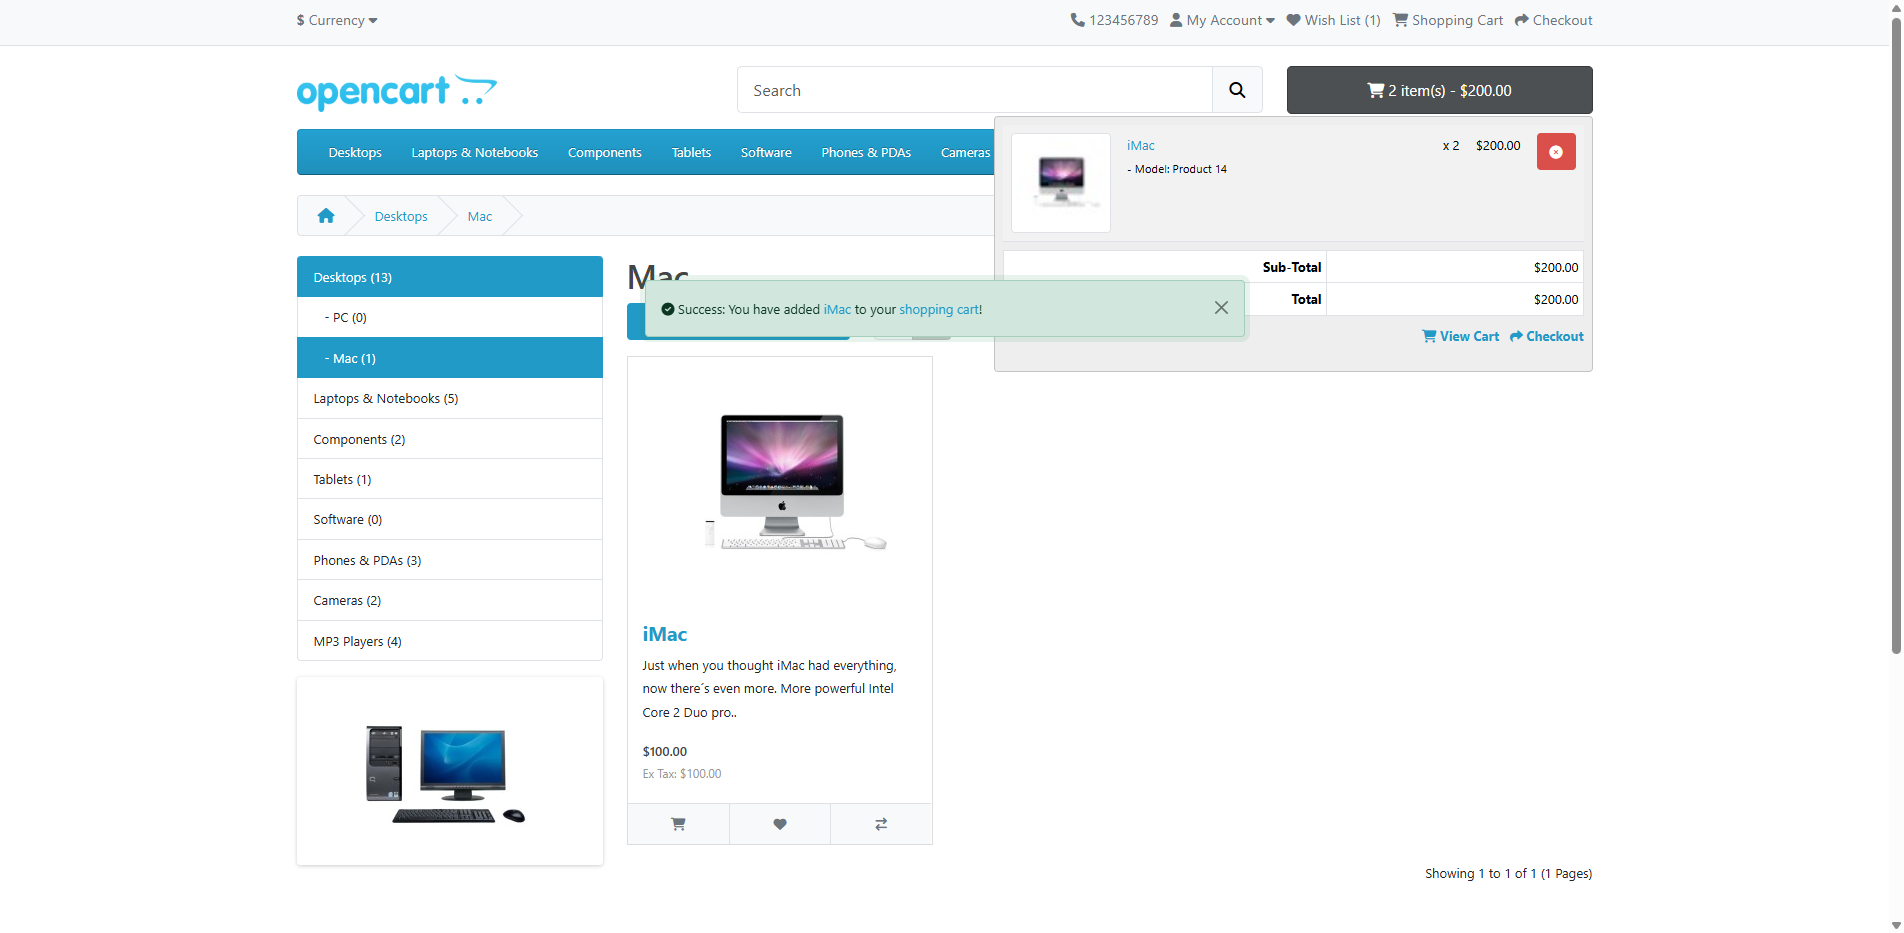 $ Currency
123456789 My Account Wish List (1) Shopping Cart Checkout
opencart
Search
2 item(s) - $200.00
Desktops Laptops & Notebooks Components Tablets Software Phones & PDAs Cameras
iMac x 2 $200.00
- Model: Product 14
Desktops Mac
Sub-Total $200.00
Total $200.00
View Cart Checkout
Desktops (13)
- PC (0)
- Mac (1)
Laptops & Notebooks (5)
Components (2)
Tablets (1)
Software (0)
Phones & PDAs (3)
Cameras (2)
MP3 Players (4)
Mac
Success: You have added iMac to your shopping cart!
iMac
Just when you thought iMac had everything,
now there´s even more. More powerful Intel
Core 2 Duo pro..
$100.00
Ex Tax: $100.00
Showing 1 to 1 of 1 (1 Pages)